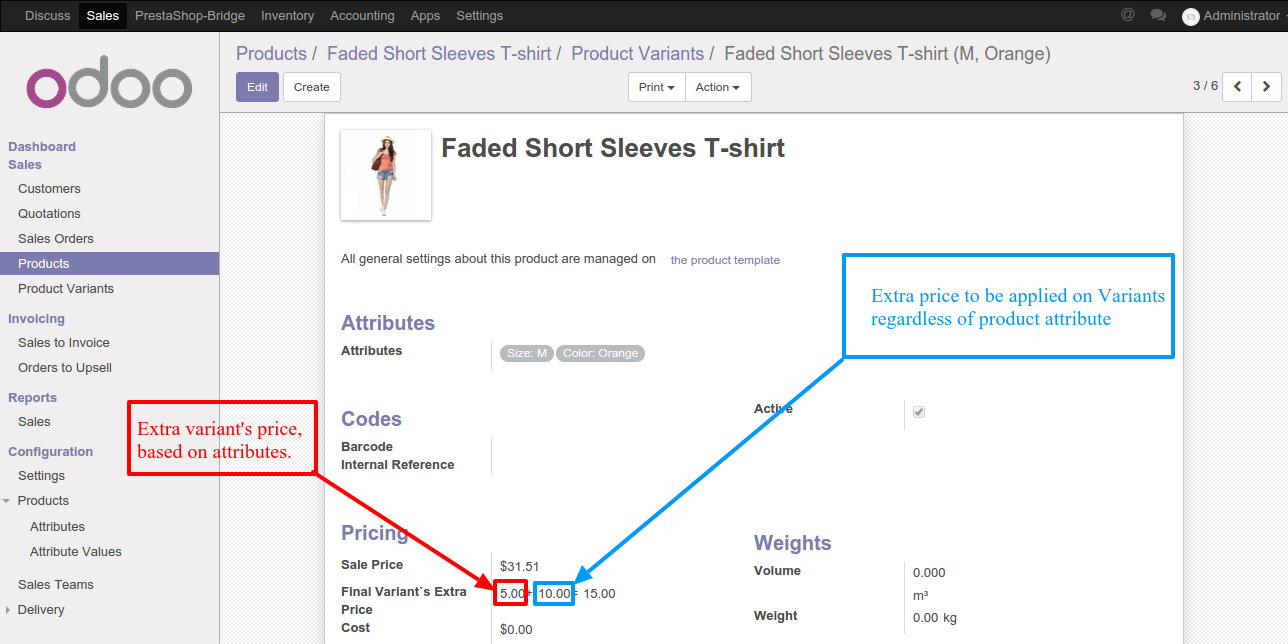 Discuss Sales PrestaShop-Bridge Inventory Accounting Apps Settings @ Administrator
odoo
Products / Faded Short Sleeves T-shirt / Product Variants / Faded Short Sleeves T-shirt (M, Orange)
Edit Create Print Action 3 / 6
Dashboard
Sales
Customers
Quotations
Sales Orders
Products
Product Variants
Invoicing
Sales to Invoice
Orders to Upsell
Reports
Sales
Configuration
Settings
Products
Attributes
Attribute Values
Sales Teams
Delivery
Faded Short Sleeves T-shirt
All general settings about this product are managed on the product template
Extra price to be applied on Variants
regardless of product attribute
Attributes
Attributes Size: M Color: Orange
Extra variant's price,
based on attributes.
Codes
Active
Barcode
Internal Reference
Pricing
Sale Price $31.51
Final Variant`s Extra 5.00+ 10.00= 15.00
Price
Cost $0.00
Weights
Volume 0.000
m³
Weight 0.00 kg